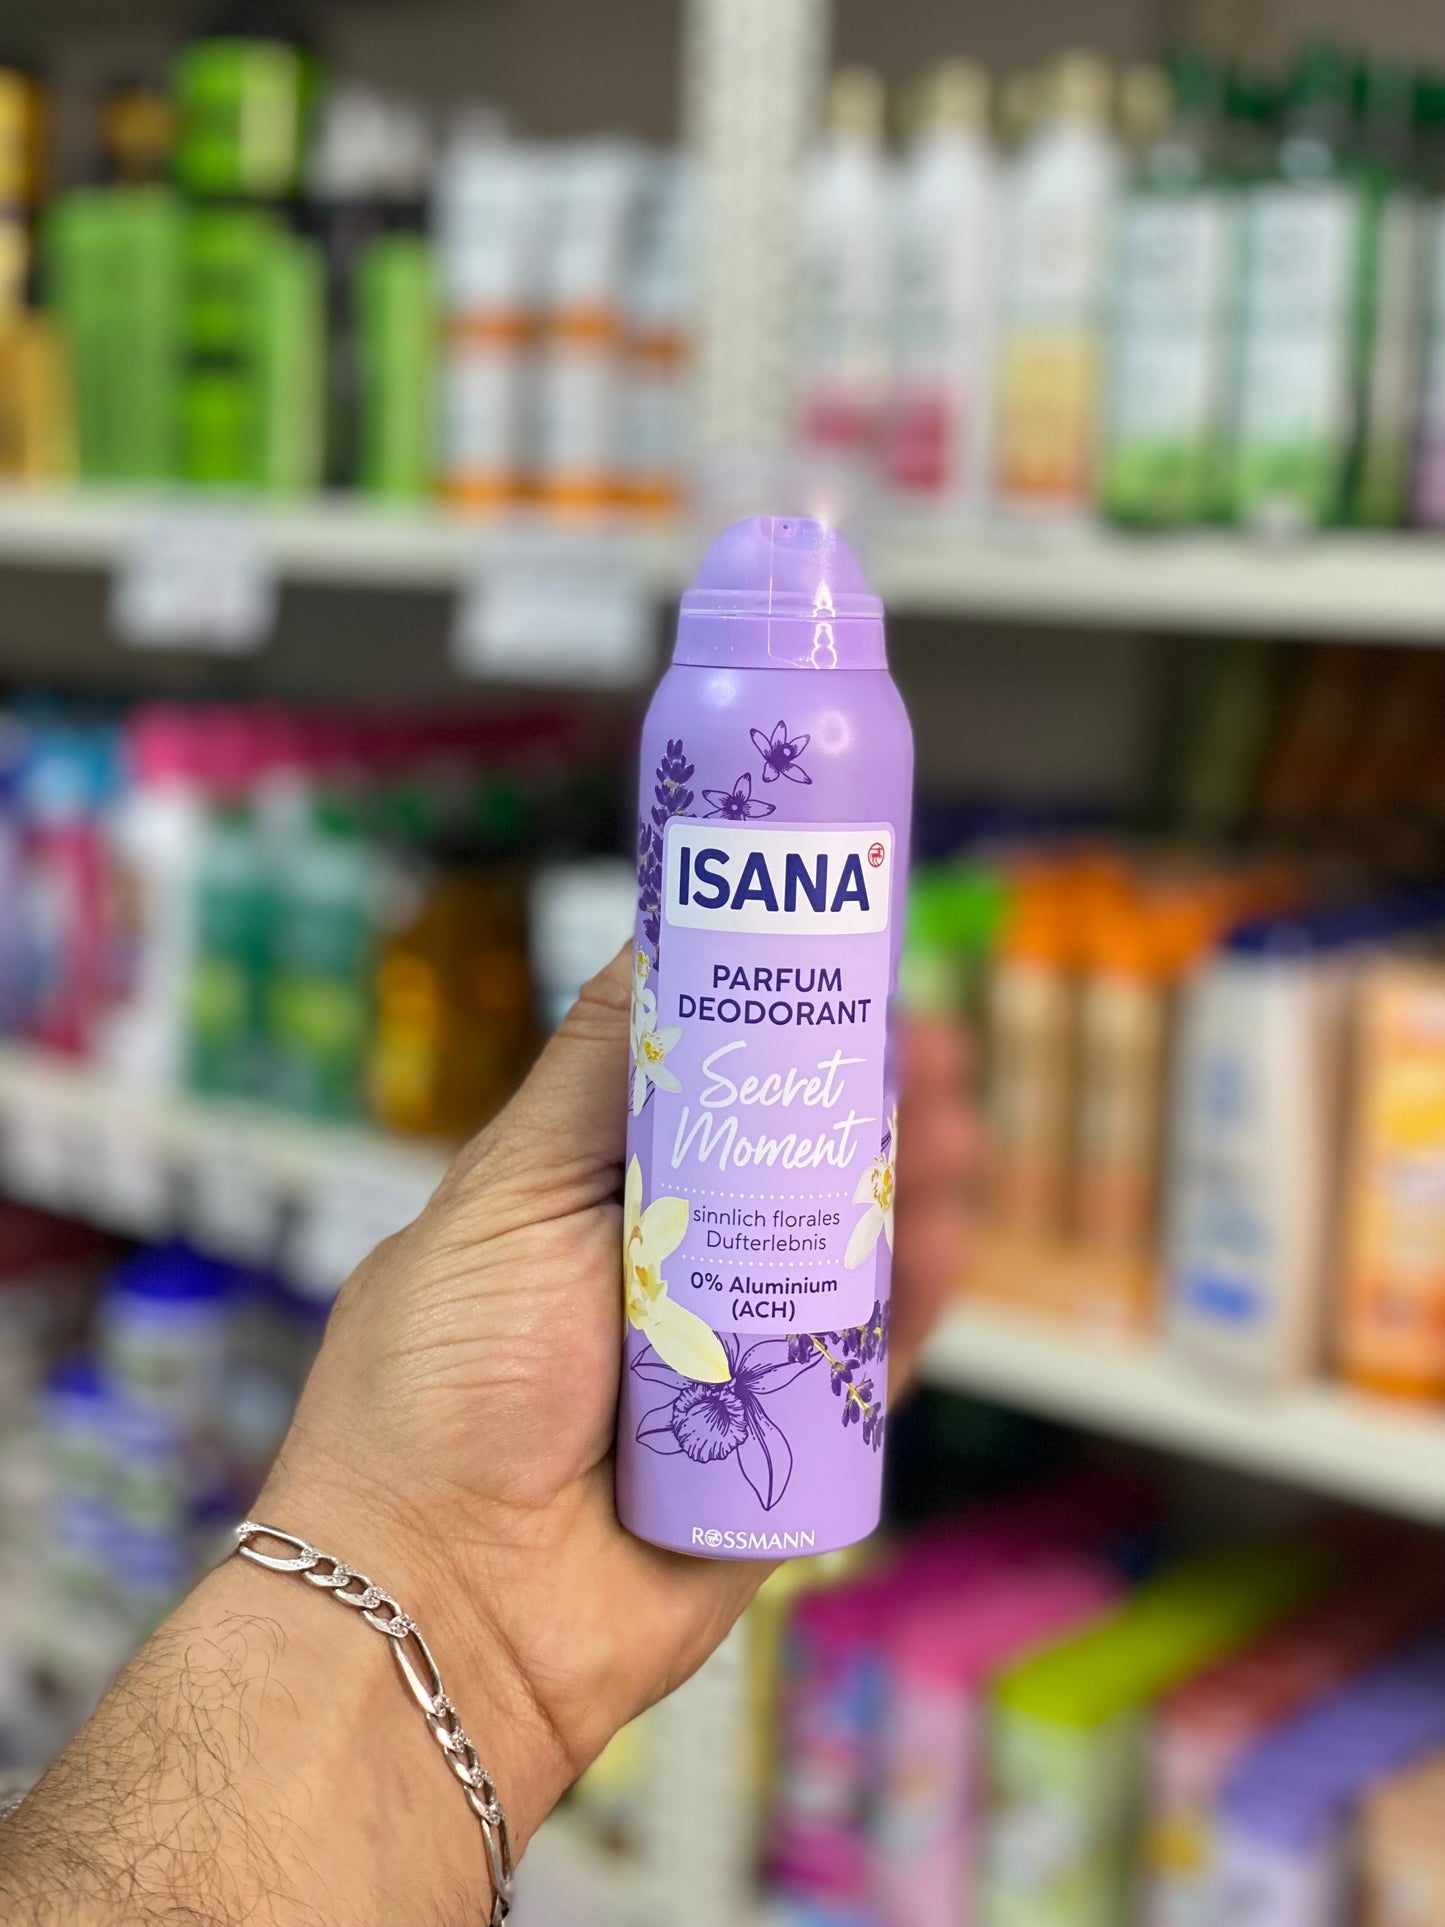 ISANA
PARFUM
DEODORANT
Secret
Moment
sinnlich florales
Dufterlebnis
0% Aluminium
(ACH)
ROSSMANN